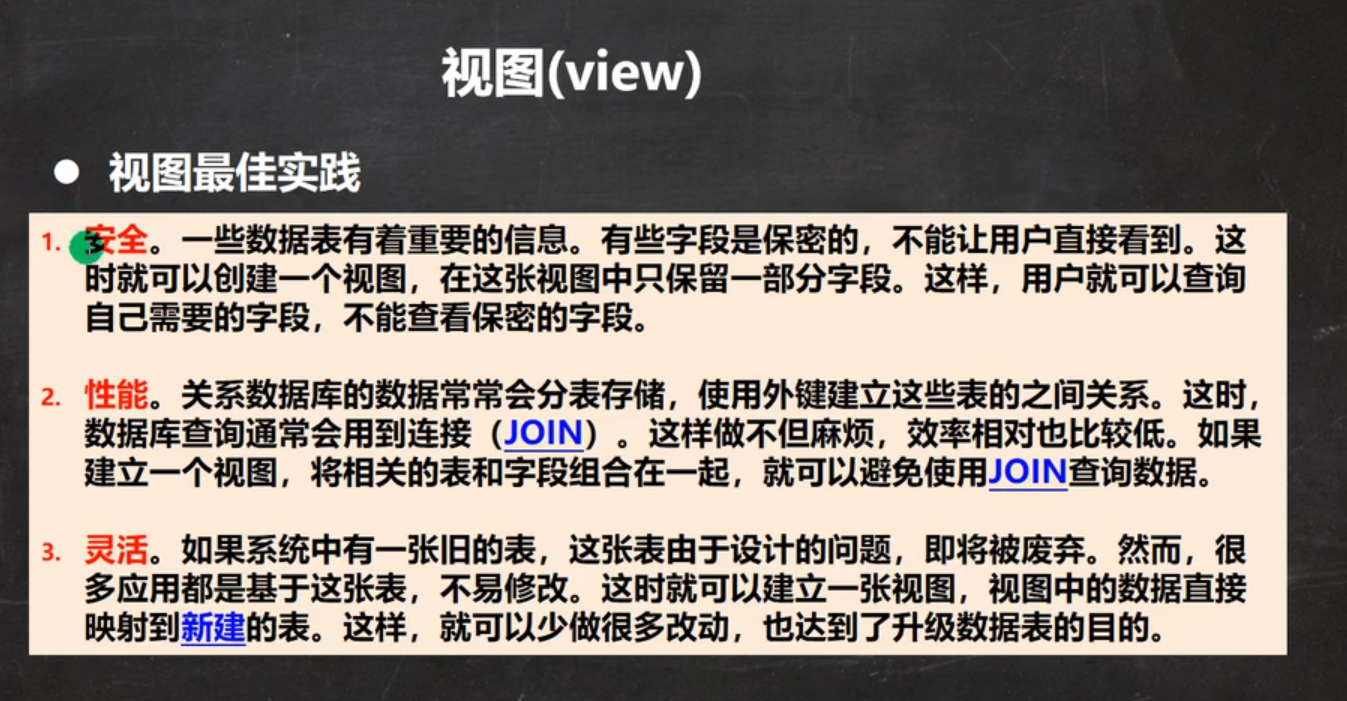 视图(view)
● 视图最佳实践
1. 安全。一些数据表有着重要的信息。有些字段是保密的，不能让用户直接看到。这
时就可以创建一个视图，在这张视图中只保留一部分字段。这样，用户就可以查询
自己需要的字段，不能查看保密的字段。
2. 性能。关系数据库的数据常常会分表存储，使用外键建立这些表的之间关系。这时，
数据库查询通常会用到连接（JOIN）。这样做不但麻烦，效率相对也比较低。如果
建立一个视图，将相关的表和字段组合在一起，就可以避免使用JOIN查询数据。
3. 灵活。如果系统中有一张旧的表，这张表由于设计的问题，即将被废弃。然而，很
多应用都是基于这张表，不易修改。这时就可以建立一张视图，视图中的数据直接
映射到新建的表。这样，就可以少做很多改动，也达到了升级数据表的目的。